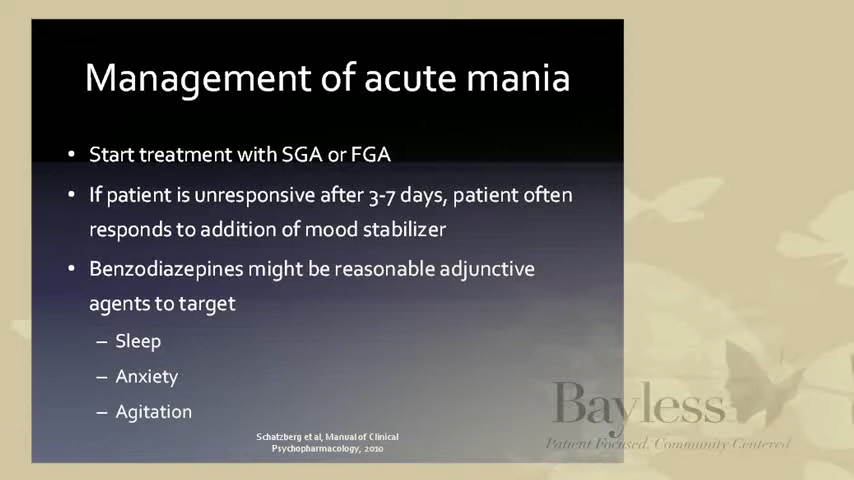 Management of acute mania
• Start treatment with SGA or FGA
• If patient is unresponsive after 3-7 days, patient often
responds to addition of mood stabilizer
• Benzodiazepines might be reasonable adjunctive
agents to target
– Sleep
– Anxiety
– Agitation
Schatzberg et al, Manual of Clinical
Psychopharmacology, 2010
Bayless
Patient Focused, Community Centered